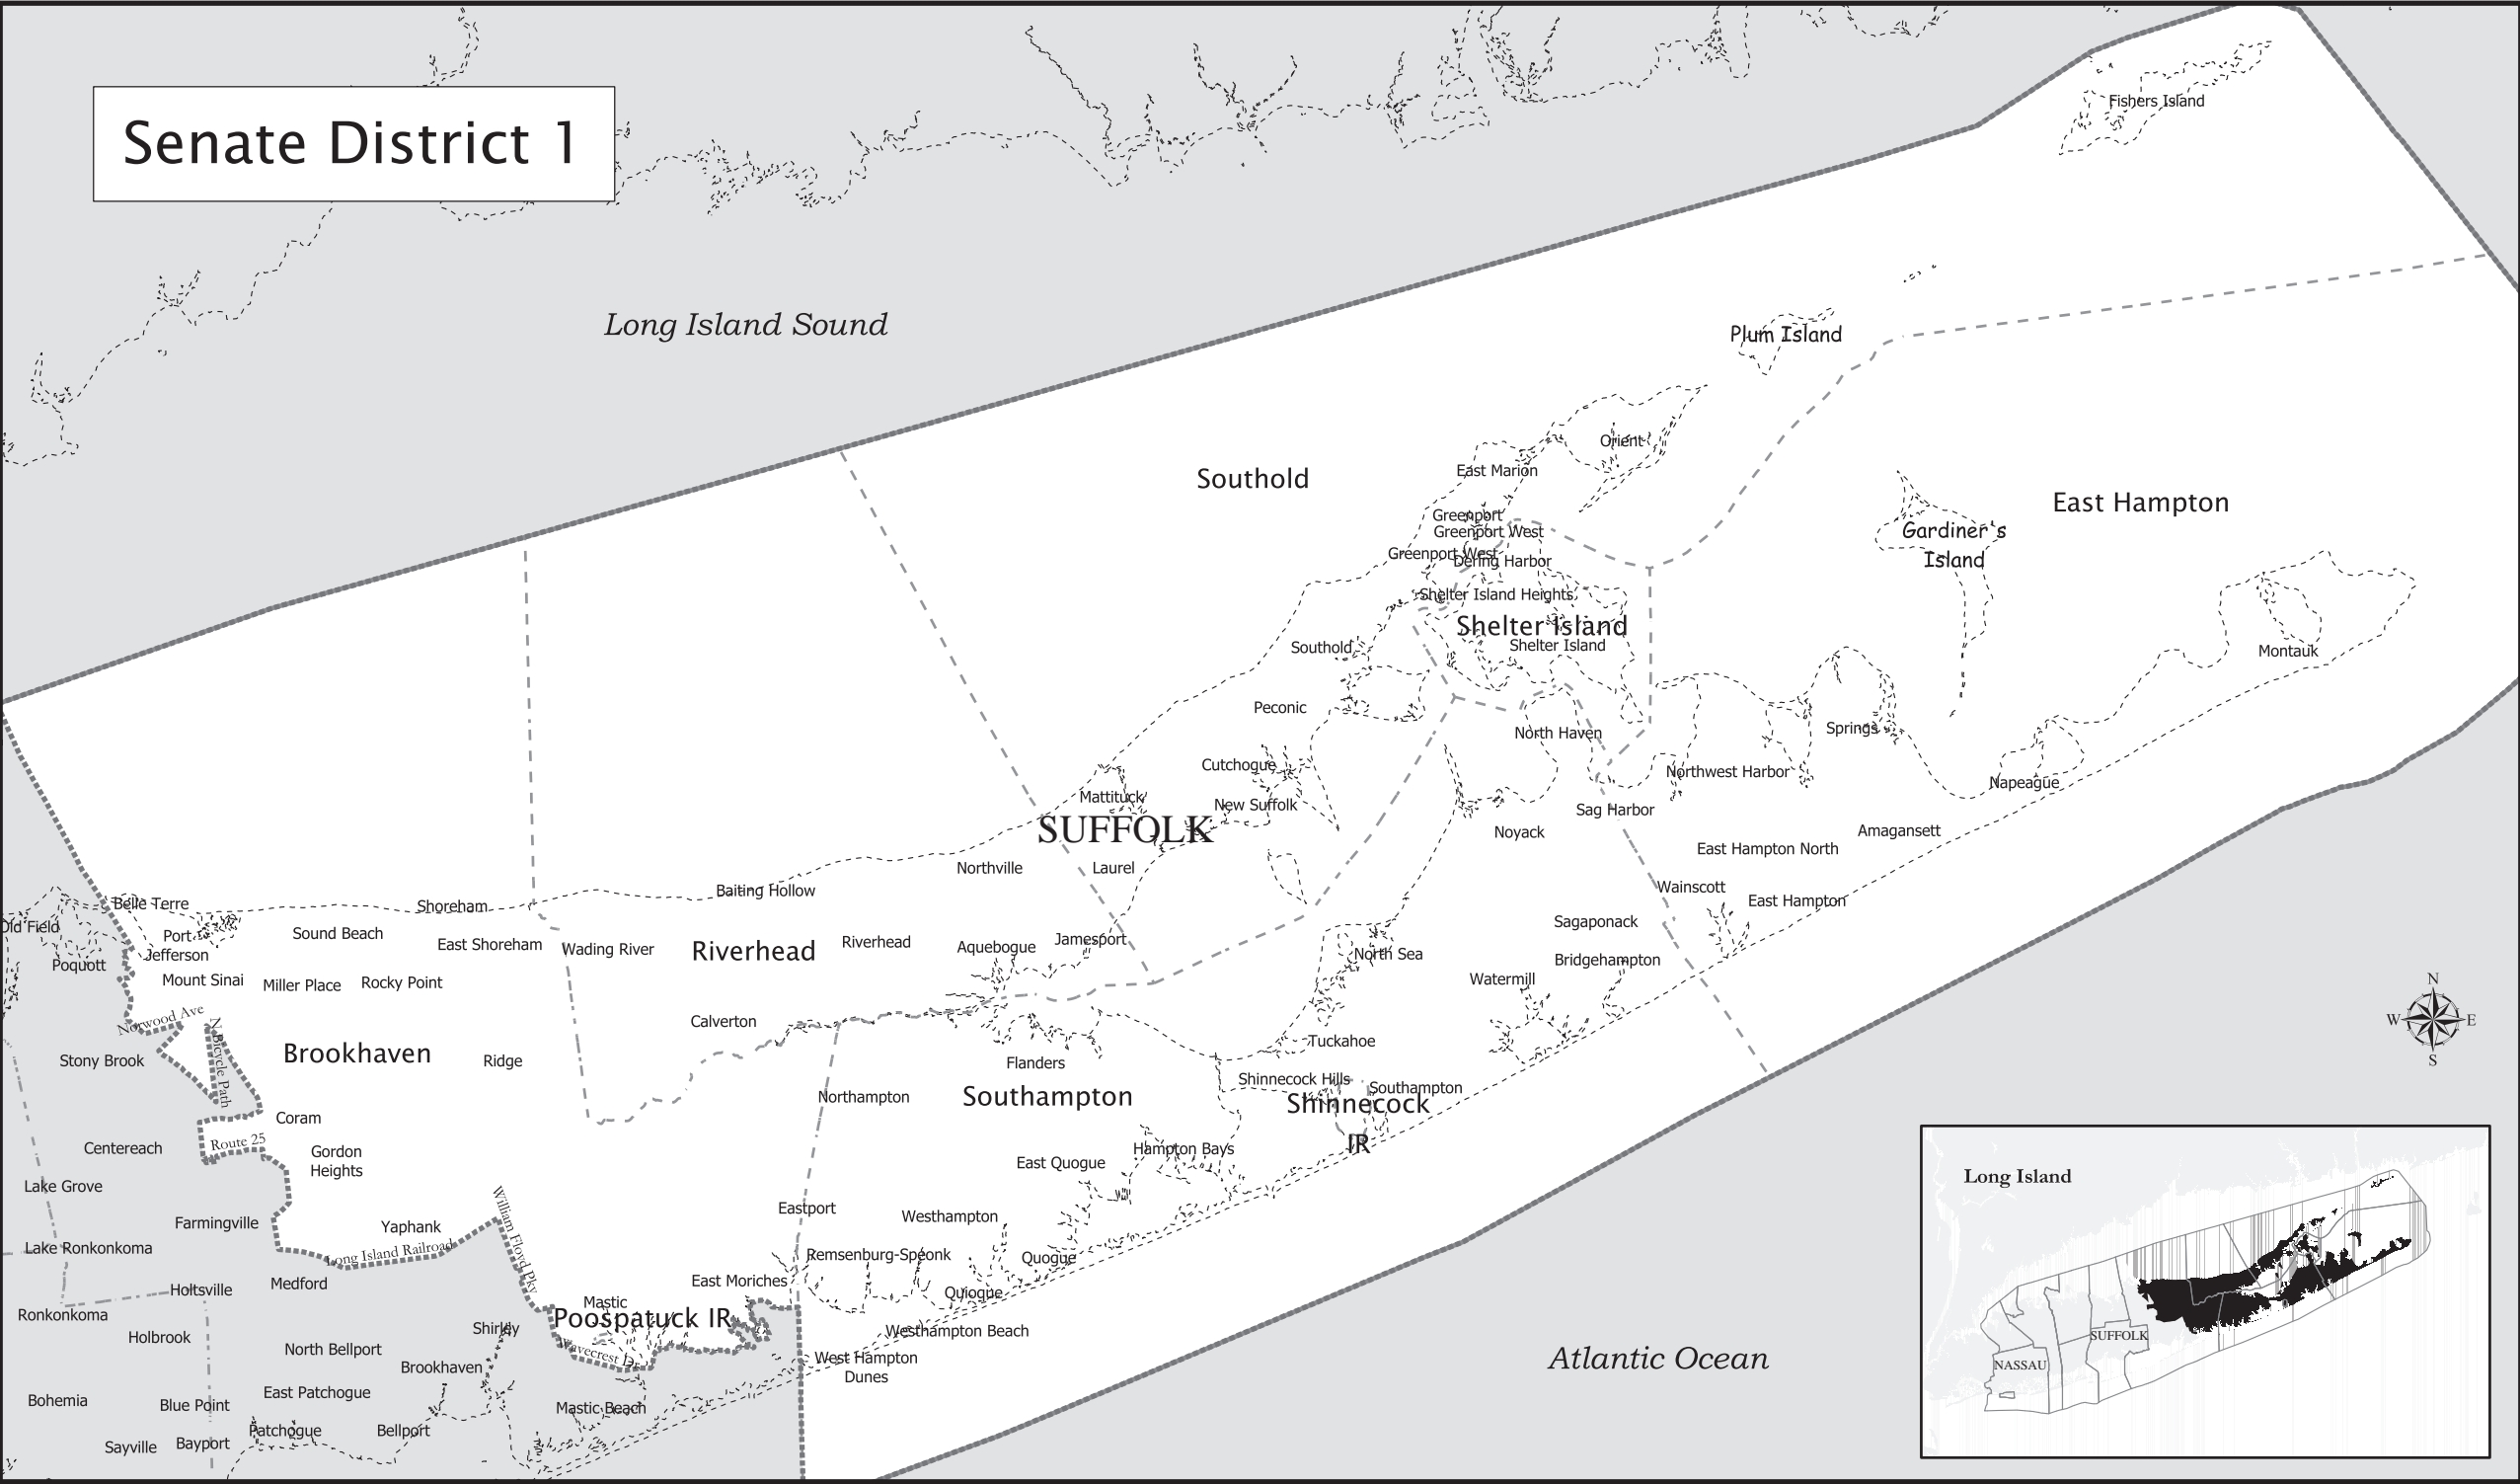 Senate District 1
Fishers Island
Long Island Sound
Plum Island
Orient
East Marion
Southold
East Hampton
Greenport
Greenport West
Greenport West
Dering Harbor
Gardiner's
Island
Shelter Island Heights
Shelter Island
Shelter Island
Southold
Montauk
Peconic
North Haven
Springs
Cutchogue
Northwest Harbor
Napeague
Mattituck
New Suffolk
Sag Harbor
SUFFOLK
Noyack
Amagansett
East Hampton North
Northville
Laurel
Baiting Hollow
Wainscott
East Hampton
Belle Terre
Shoreham
Old Field
Port
Jefferson
Sound Beach
East Shoreham
Wading River
Riverhead
Riverhead
Aquebogue
Jamesport
Sagaponack
North Sea
Bridgehampton
Poquott
Mount Sinai
Miller Place
Rocky Point
Watermill
N
W
E
S
Norwood Ave
N Bicycle Path
Calverton
Tuckahoe
Stony Brook
Brookhaven
Ridge
Flanders
Shinnecock Hills
Southampton
Northampton
Southampton
Shinnecock
IR
Coram
Centereach
Route 25
Gordon
Heights
Hampton Bays
East Quogue
Lake Grove
William Floyd Pky
Eastport
Westhampton
Farmingville
Yaphank
Lake Ronkonkoma
Long Island Railroad
Remsenburg-Speonk
Quogue
Holtsville
Medford
East Moriches
Quioque
Ronkonkoma
Mastic
Poospatuck IR
Shirley
Holbrook
Westhampton Beach
North Bellport
Wavecrest Dr
West Hampton
Dunes
Brookhaven
Atlantic Ocean
Bohemia
Blue Point
East Patchogue
Mastic Beach
Patchogue
Bellport
Sayville
Bayport
Long Island
SUFFOLK
NASSAU